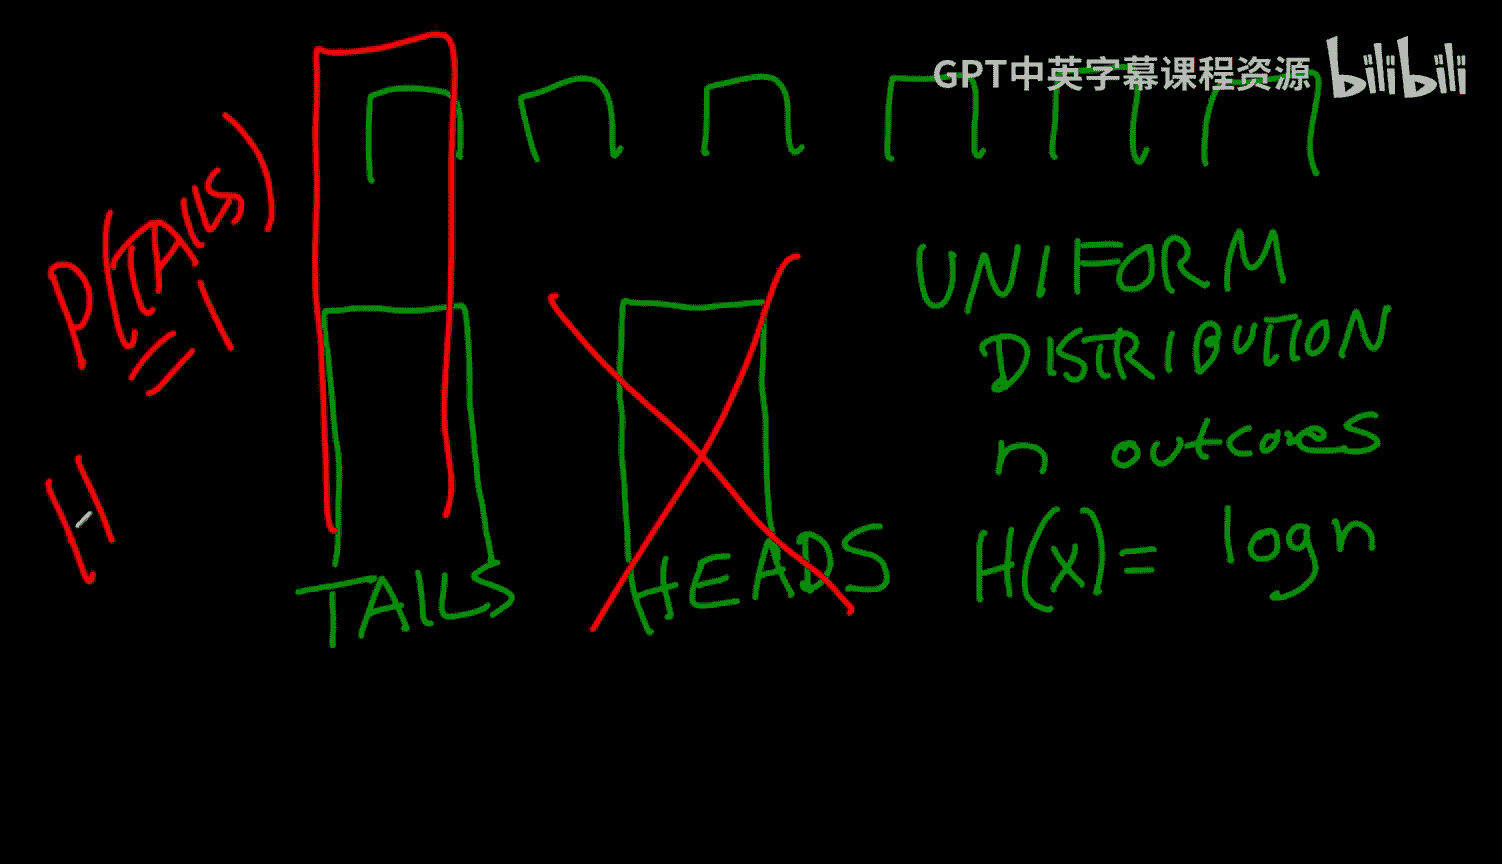 GPT中英字幕课程资源 bilibili
P(TAILS)
= 1
H
TAILS
HEADS
UNIFORM
DISTRIBUTION
n outcomes
H(x) = log n